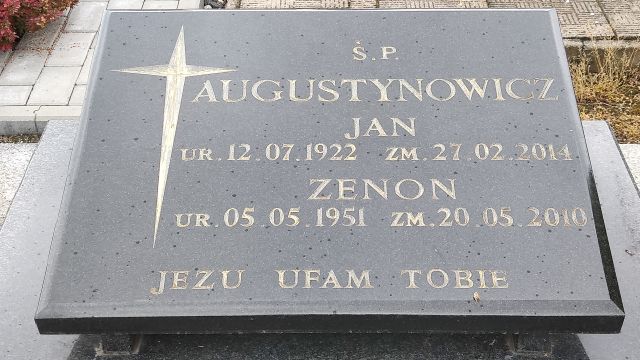 Ś.P.
AUGUSTYNOWICZ
JAN
UR. 12.07.1922 ZM. 27.02.2014
ZENON
UR. 05.05.1951 ZM. 20.05.2010
JEZU UFAM TOBIE